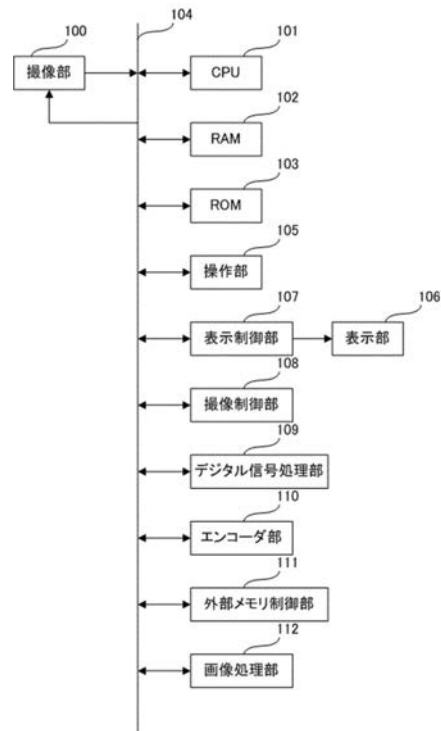 100
104
101
撮像部
CPU
102
RAM
103
ROM
105
操作部
107
106
表示制御部
表示部
108
撮像制御部
109
デジタル信号処理部
110
エンコーダ部
111
外部メモリ制御部
112
画像処理部